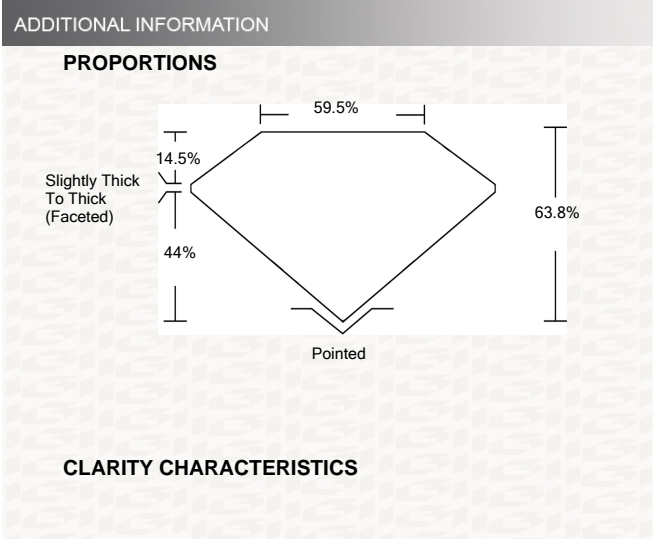 ADDITIONAL INFORMATION
PROPORTIONS
59.5%
14.5%
Slightly Thick
To Thick
(Faceted)
63.8%
44%
Pointed
CLARITY CHARACTERISTICS